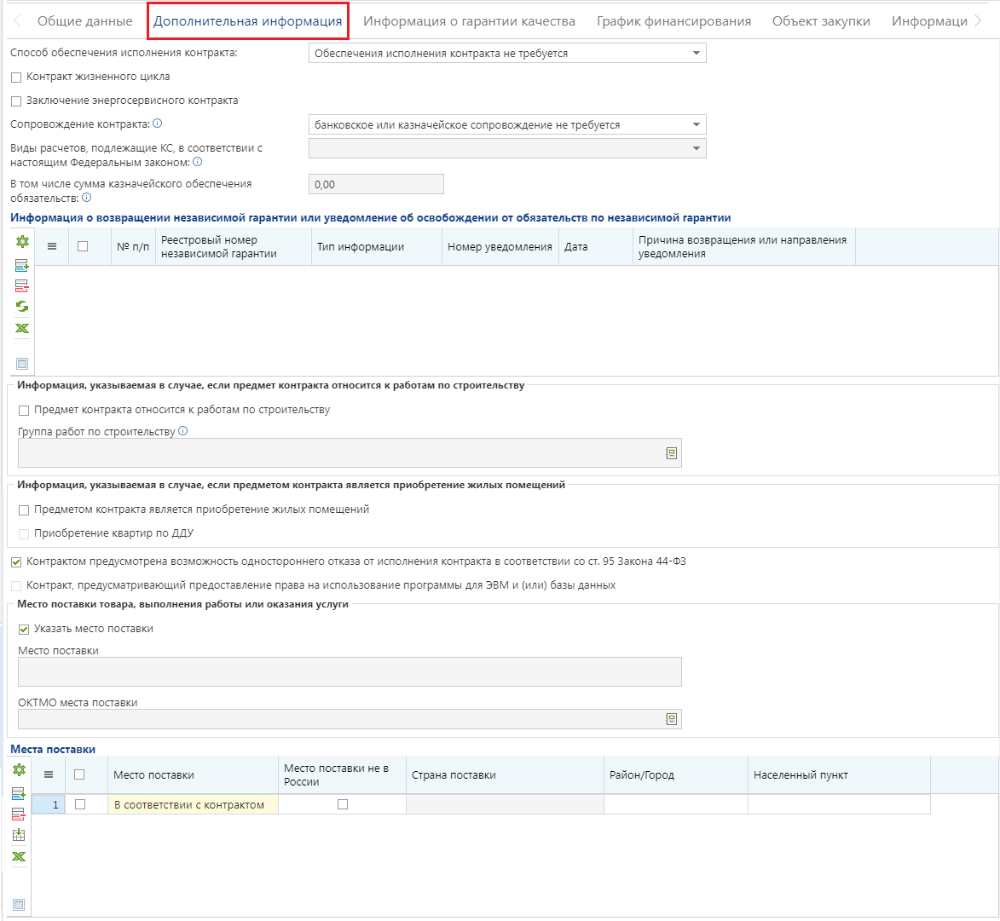 Общие данные Дополнительная информация Информация о гарантии качества График финансирования Объект закупки Информаци
Способ обеспечения исполнения контракта: Обеспечения исполнения контракта не требуется
Контракт жизненного цикла
Заключение энергосервисного контракта
Сопровождение контракта: банковское или казначейское сопровождение не требуется
Виды расчетов, подлежащие КС, в соответствии с
настоящим Федеральным законом:
В том числе сумма казначейского обеспечения
обязательств: 0,00
Информация о возвращении независимой гарантии или уведомление об освобождении от обязательств по независимой гарантии
№ п/п Реестровый номер
независимой гарантии Тип информации Номер уведомления Дата Причина возвращения или направления
уведомления
Информация, указываемая в случае, если предмет контракта относится к работам по строительству
Предмет контракта относится к работам по строительству
Группа работ по строительству
Информация, указываемая в случае, если предметом контракта является приобретение жилых помещений
Предметом контракта является приобретение жилых помещений
Приобретение квартир по ДДУ
Контрактом предусмотрена возможность одностороннего отказа от исполнения контракта в соответствии со ст. 95 Закона 44-ФЗ
Контракт, предусматривающий предоставление права на использование программы для ЭВМ и (или) базы данных
Место поставки товара, выполнения работы или оказания услуги
Указать место поставки
Место поставки
ОКТМО места поставки
Места поставки
Место поставки Место поставки не в
России Страна поставки Район/Город Населенный пункт
1 В соответствии с контрактом